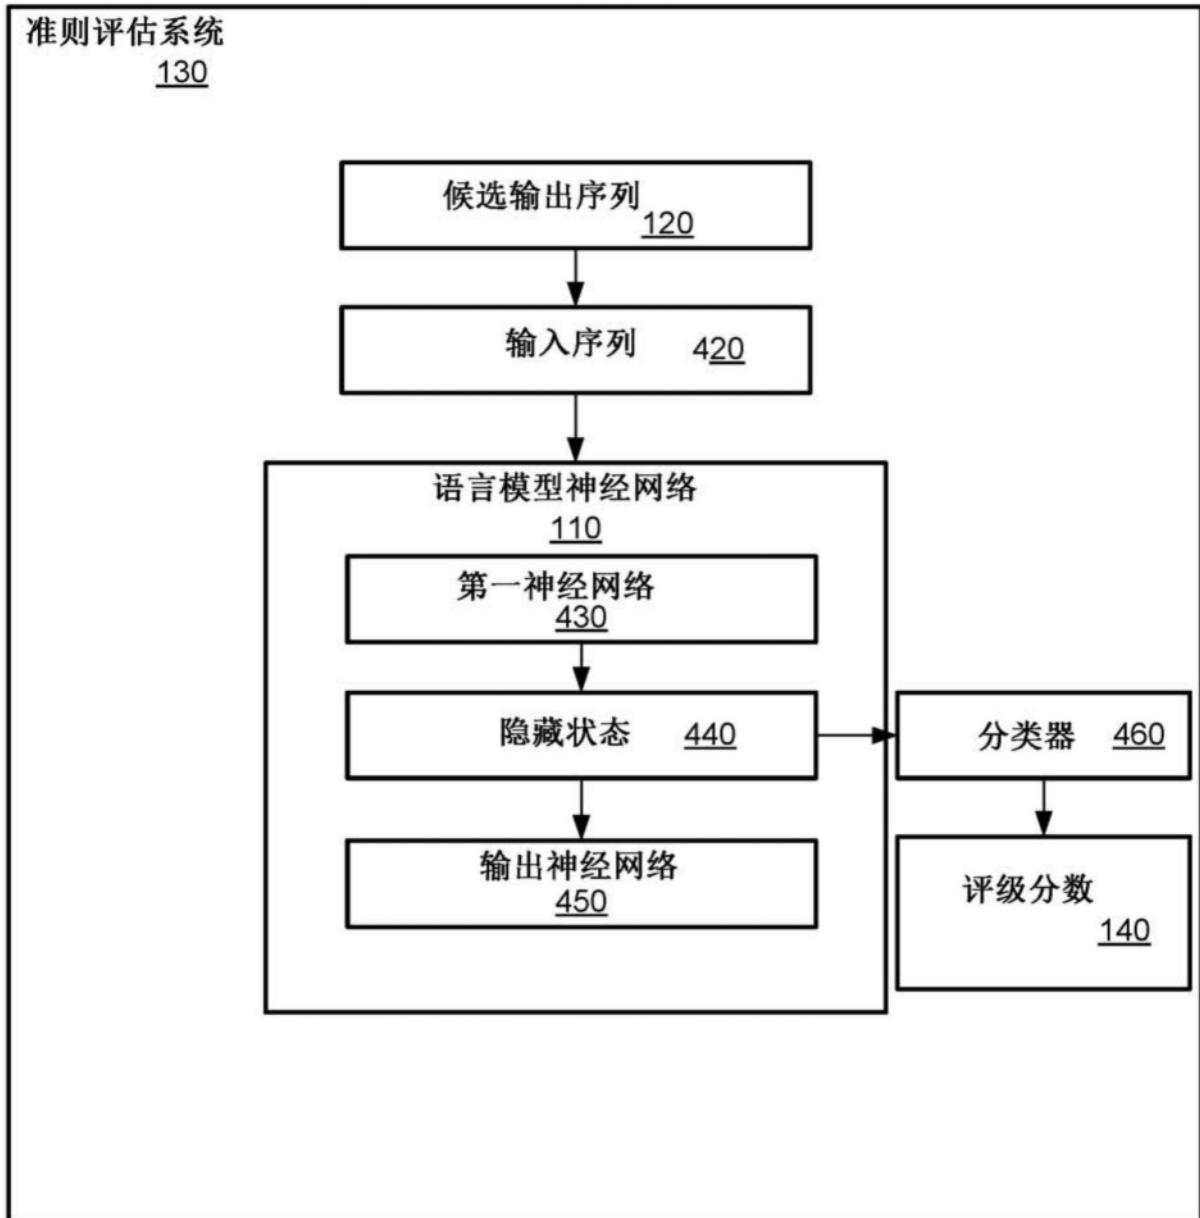 准则评估系统
130
候选输出序列
120
输入序列 420
语言模型神经网络
110
第一神经网络
430
隐藏状态 440
分类器 460
输出神经网络
450
评级分数
140